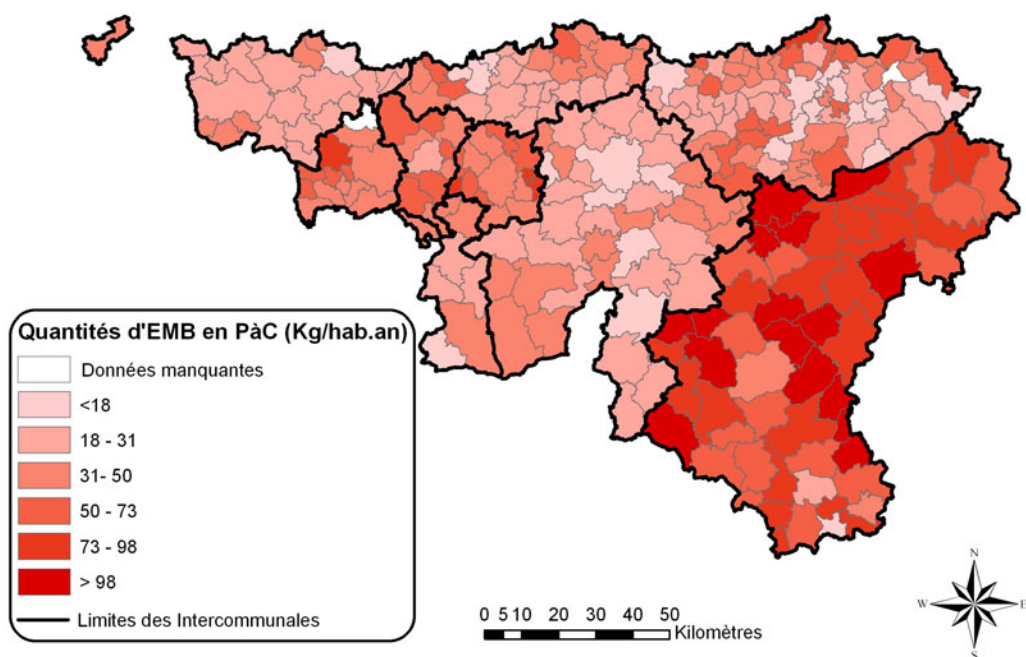 Quantités d'EMB en PàC (Kg/hab.an)
Données manquantes
<18
18 - 31
31- 50
50 - 73
73 - 98
> 98
Limites des Intercommunales
0 5 10 20 30 40 50
Kilomètres
N
W E
S